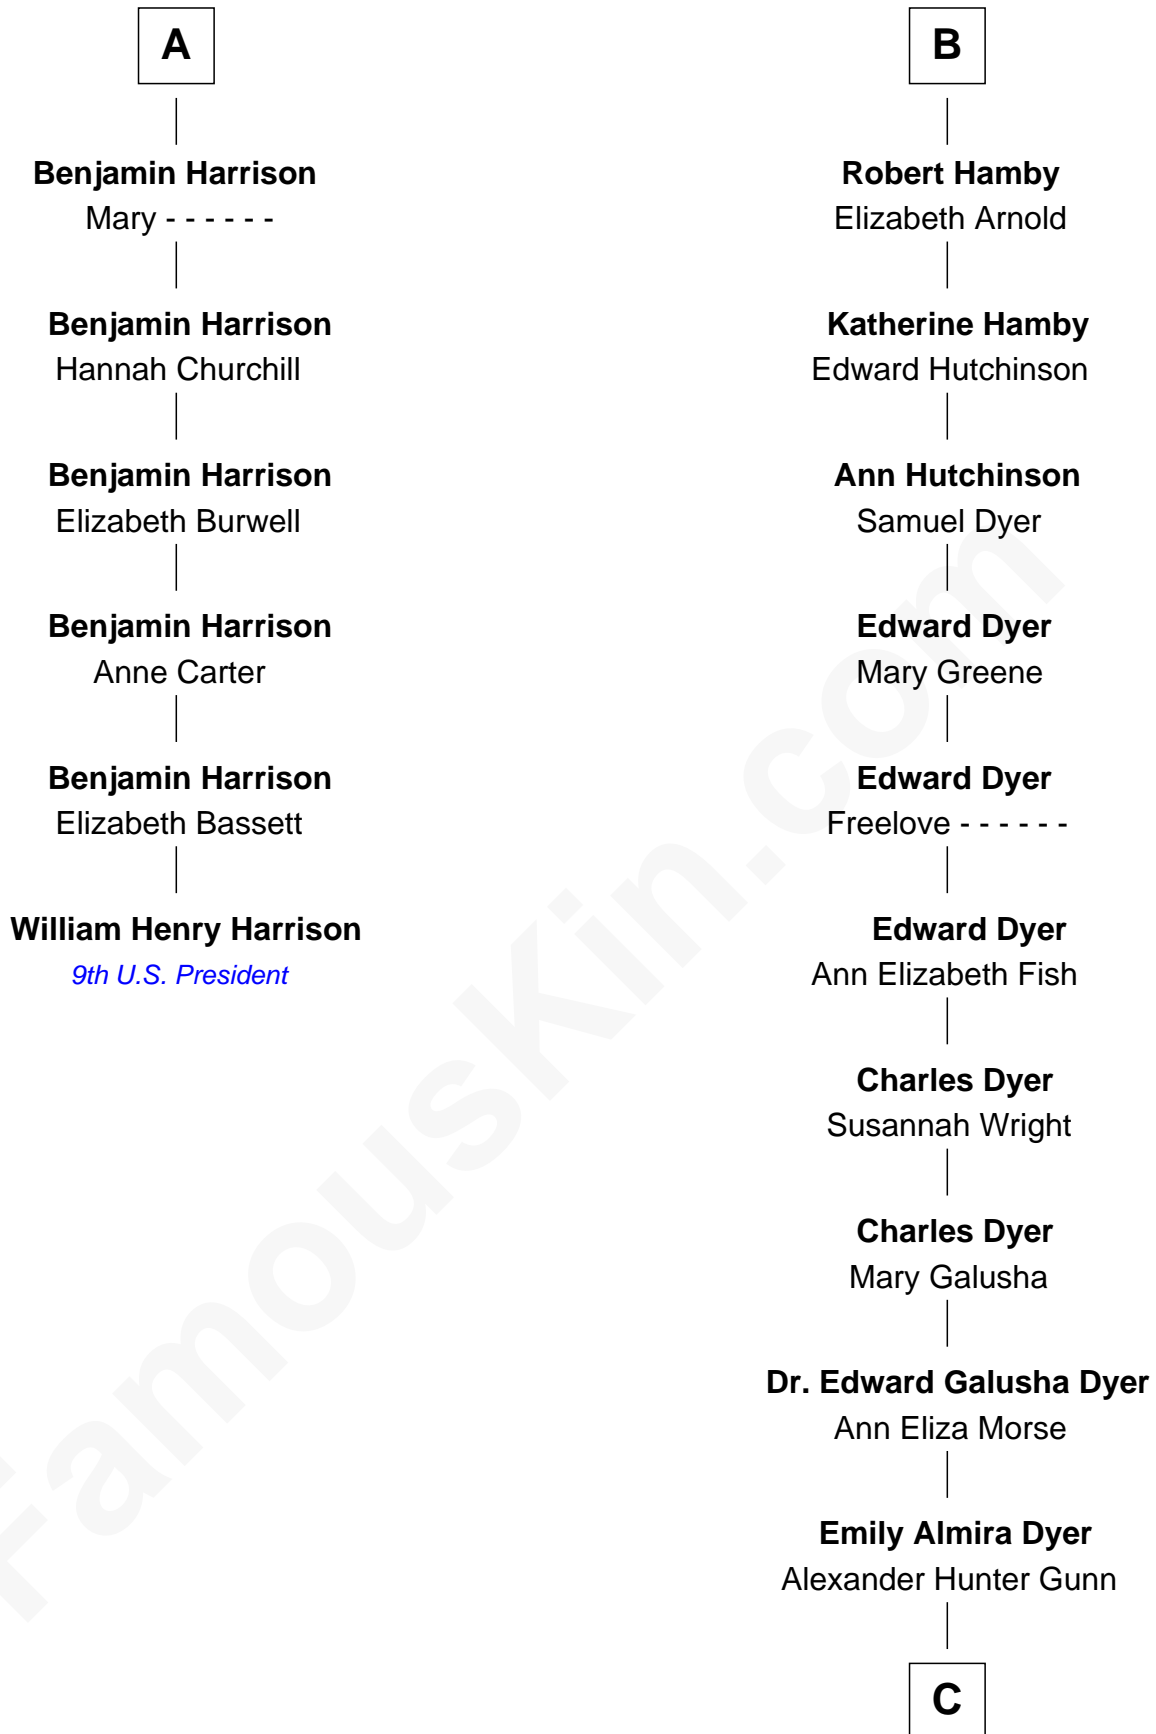 A
Benjamin Harrison
Mary - - - - - -
Benjamin Harrison
Hannah Churchill
Benjamin Harrison
Elizabeth Burwell
Benjamin Harrison
Anne Carter
Benjamin Harrison
Elizabeth Bassett
William Henry Harrison
9th U.S. President
B
Robert Hamby
Elizabeth Arnold
Katherine Hamby
Edward Hutchinson
Ann Hutchinson
Samuel Dyer
Edward Dyer
Mary Greene
Edward Dyer
Freelove - - - - - -
Edward Dyer
Ann Elizabeth Fish
Charles Dyer
Susannah Wright
Charles Dyer
Mary Galusha
Dr. Edward Galusha Dyer
Ann Eliza Morse
Emily Almira Dyer
Alexander Hunter Gunn
C
FamousKin.com